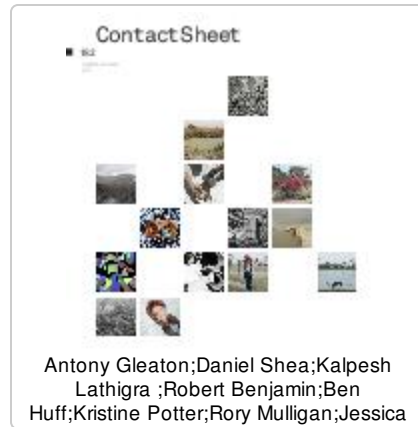 ContactSheet
Antony Gleaton;Daniel Shea;Kalpesh
Lathigra ;Robert Benjamin;Ben
Huff;Kristine Potter;Rory Mulligan;Jessica